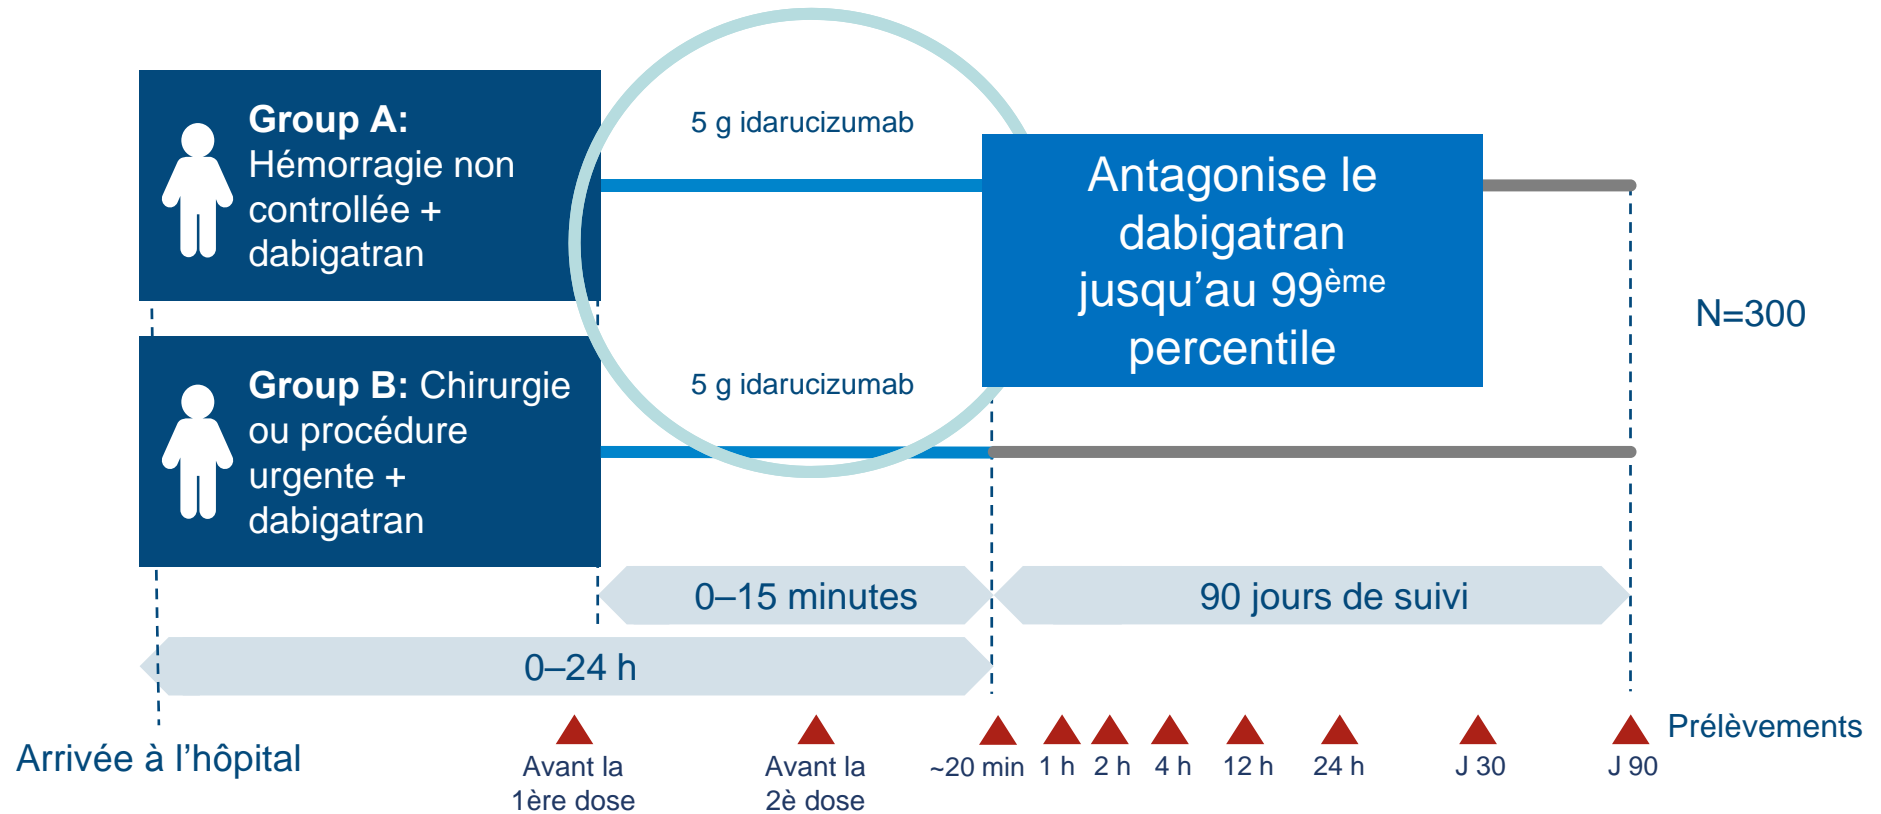 Group A:
Hémorragie non
controllée +
dabigatran
5 g idarucizumab
Antagonise le
dabigatran
jusqu’au 99ème
percentile
N=300
Group B: Chirurgie
ou procédure
urgente +
dabigatran
5 g idarucizumab
0–15 minutes
90 jours de suivi
0–24 h
Arrivée à l’hôpital
Avant la
1ère dose
Avant la
2è dose
~20 min
1 h
2 h
4 h
12 h
24 h
J 30
J 90
Prélèvements